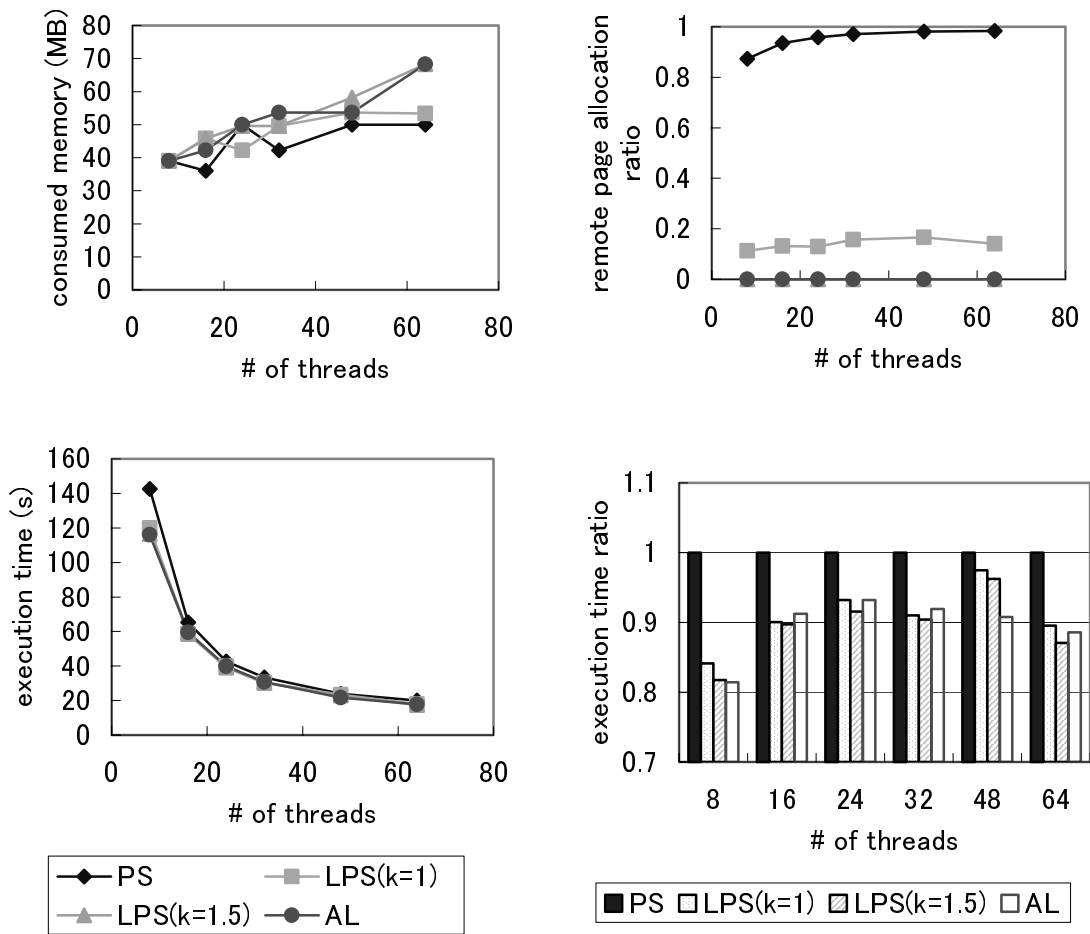 consumed memory (MB)
80
70
60
50
40
30
20
10
0
0 20 40 60 80
# of threads
remote page allocation
ratio
1
0.8
0.6
0.4
0.2
0
0 20 40 60 80
# of threads
execution time (s)
160
140
120
100
80
60
40
20
0
0 20 40 60 80
# of threads
PS LPS(k=1)
LPS(k=1.5) AL
execution time ratio
1.1
1
0.9
0.8
0.7
8 16 24 32 48 64
# of threads
PS LPS(k=1) LPS(k=1.5) AL